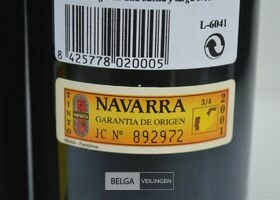 L-6041
8 425778 020005
TINTO
NAVARRA
GARANTIA DE ORIGEN
3/4
2001
JC Nº 892972
BELGA VEILINGEN